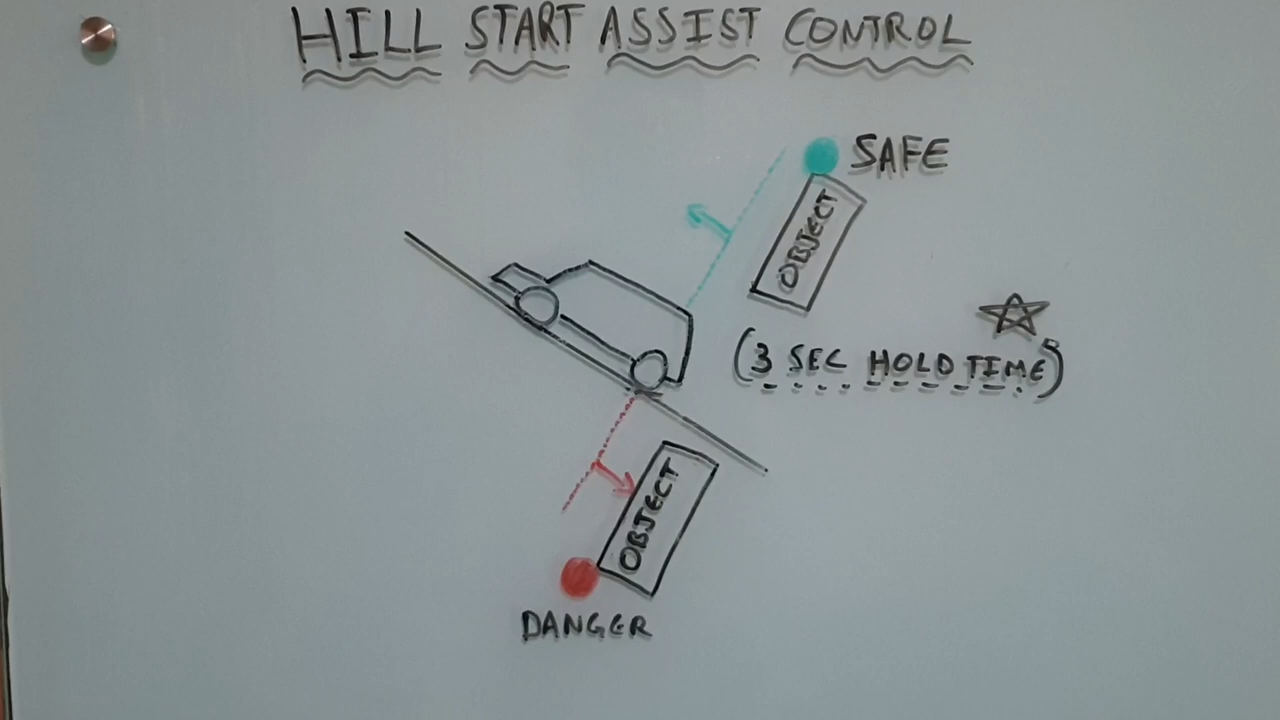 HILL START ASSIST CONTROL
SAFE
OBJECT
(3 SEC HOLD TIME)
OBJECT
DANGER